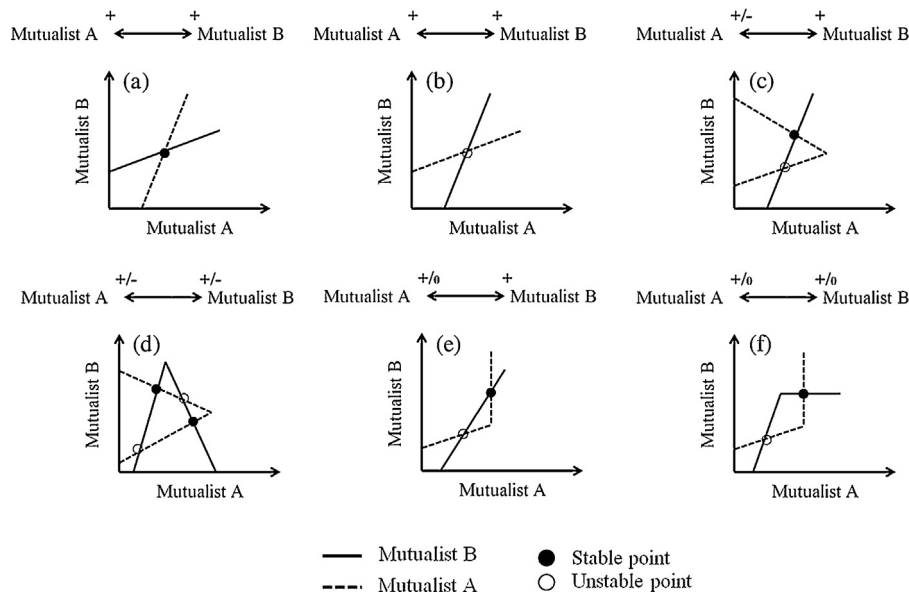 + + + + +/- +
Mutualist A Mutualist B Mutualist A Mutualist B Mutualist A Mutualist B
(a) (b) (c)
Mutualist B Mutualist B Mutualist B
Mutualist A Mutualist A Mutualist A
+/- +/- +/0 + +/0 +/0
Mutualist A Mutualist B Mutualist A Mutualist B Mutualist A Mutualist B
(d) (e) (f)
Mutualist B Mutualist B Mutualist B
Mutualist A Mutualist A Mutualist A
Mutualist B Stable point
Mutualist A Unstable point